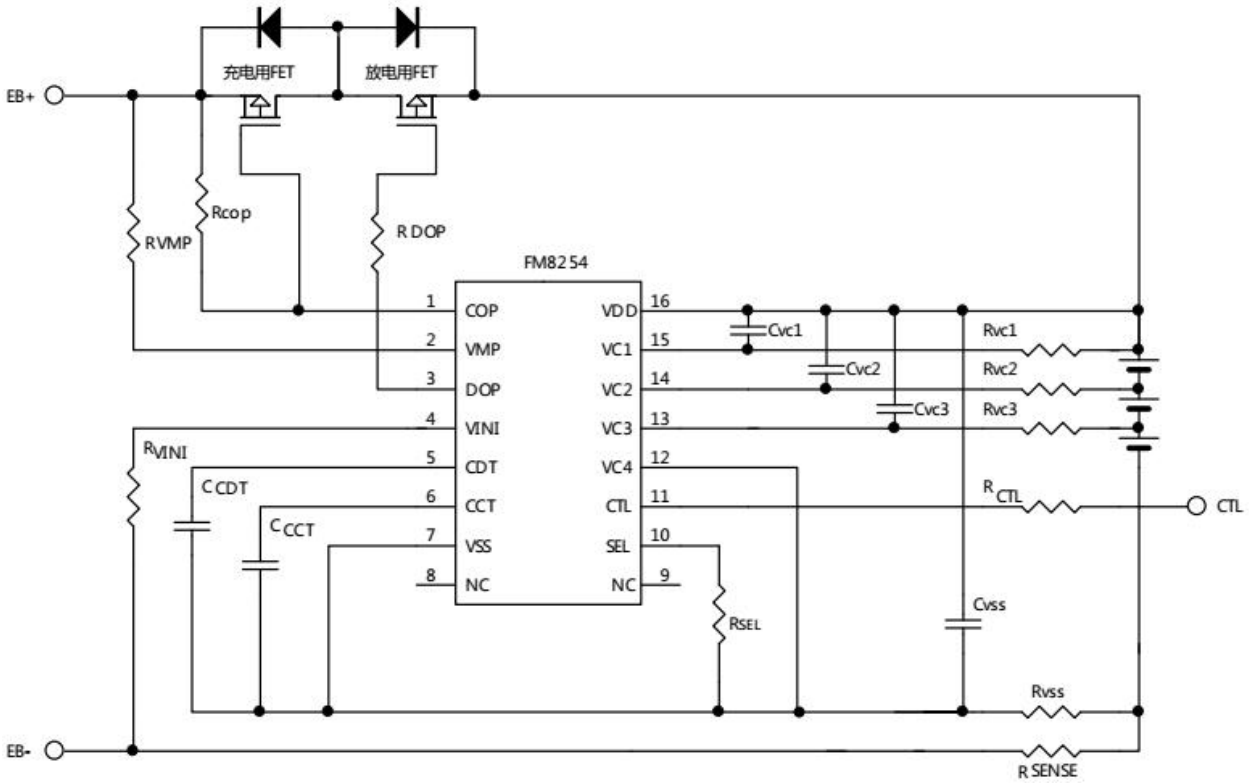 充电用FET
放电用FET
EB+
Rcop
RVMP
R DOP
FM8254
1 COP
VDD 16
2 VMP
VC1 15
3 DOP
VC2 14
4 VINI
VC3 13
5 CDT
VC4 12
6 CCT
CTL 11
7 VSS
SEL 10
8 NC
NC 9
Cvc1
Rvc1
Cvc2
Rvc2
Cvc3
Rvc3
RVINI
C CDT
C CCT
R CTL
CTL
RSEL
Cvss
Rvss
EB-
R SENSE